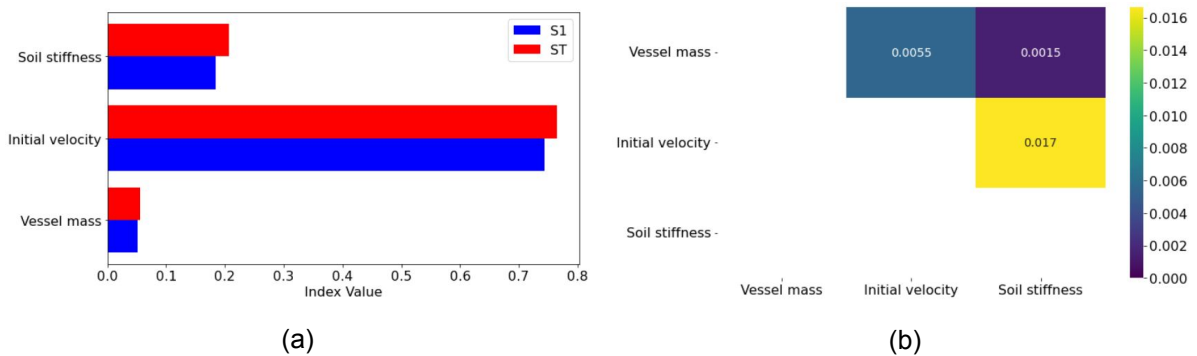 Soil stiffness
Initial velocity
Vessel mass
S1
ST
0.0 0.1 0.2 0.3 0.4 0.5 0.6 0.7 0.8
Index Value
(a)
Vessel mass
Initial velocity
Soil stiffness
0.0055 0.0015
0.017
Vessel mass Initial velocity Soil stiffness
0.016
0.014
0.012
0.010
0.008
0.006
0.004
0.002
0.000
(b)